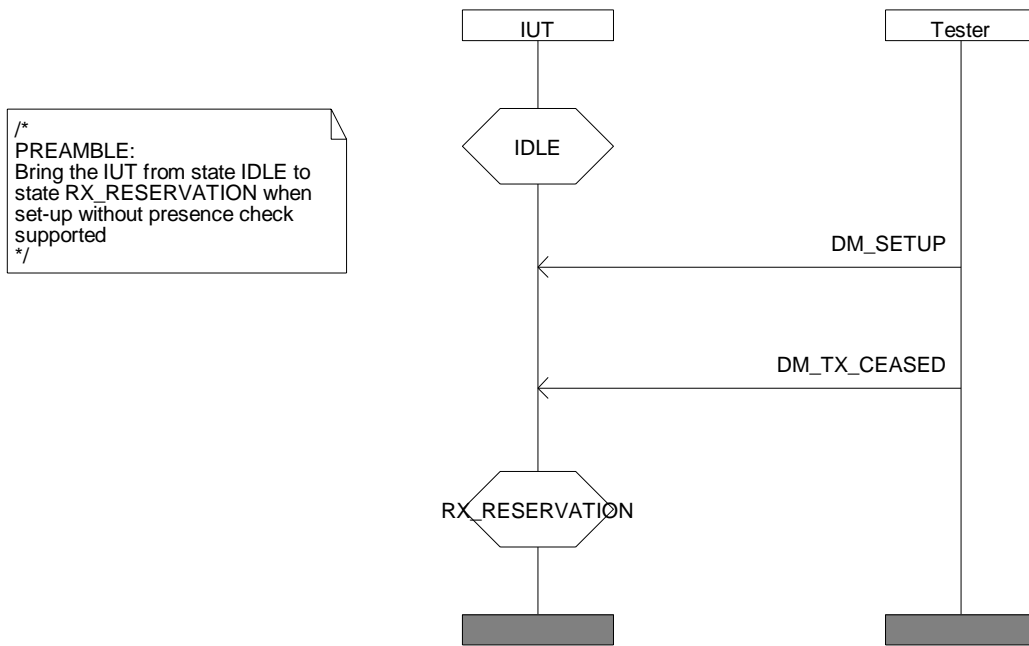 IUT
Tester
/*
PREAMBLE:
Bring the IUT from state IDLE to
state RX_RESERVATION when
set-up without presence check
supported
*/
IDLE
DM_SETUP
DM_TX_CEASED
RX_RESERVATION